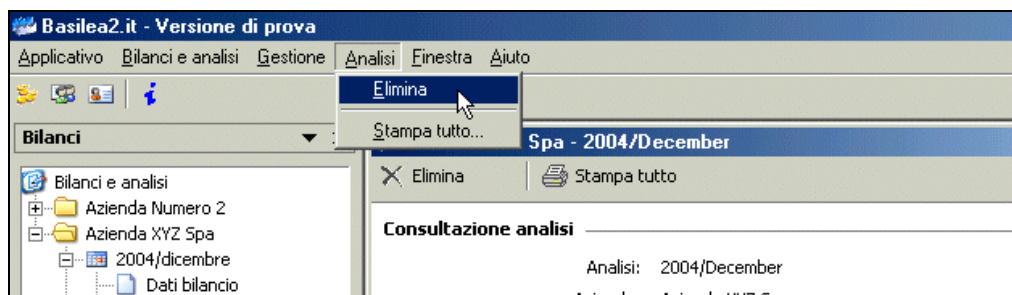 Basilea2.it - Versione di prova
Applicativo Bilanci e analisi Gestione Analisi Finestra Aiuto
Elimina
Stampa tutto...
Bilanci
Spa - 2004/December
Elimina Stampa tutto
Bilanci e analisi
Azienda Numero 2
Azienda XYZ Spa
2004/dicembre
Dati bilancio
Consultazione analisi
Analisi: 2004/December